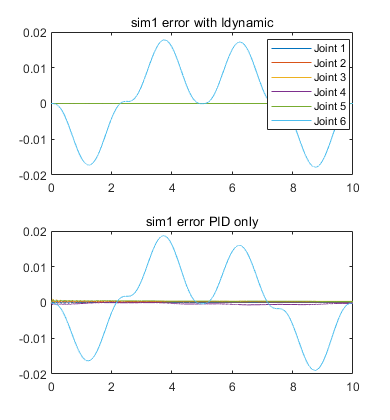 sim1 error with Idynamic
0.02
0.01
0
-0.01
-0.02
0 2 4 6 8 10
Joint 1
Joint 2
Joint 3
Joint 4
Joint 5
Joint 6
sim1 error PID only
0.02
0.01
0
-0.01
-0.02
0 2 4 6 8 10